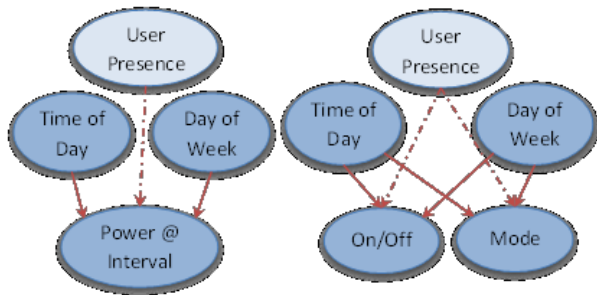 User
Presence
Time of
Day
Day of
Week
Power @
Interval
User
Presence
Time of
Day
Day of
Week
On/Off
Mode